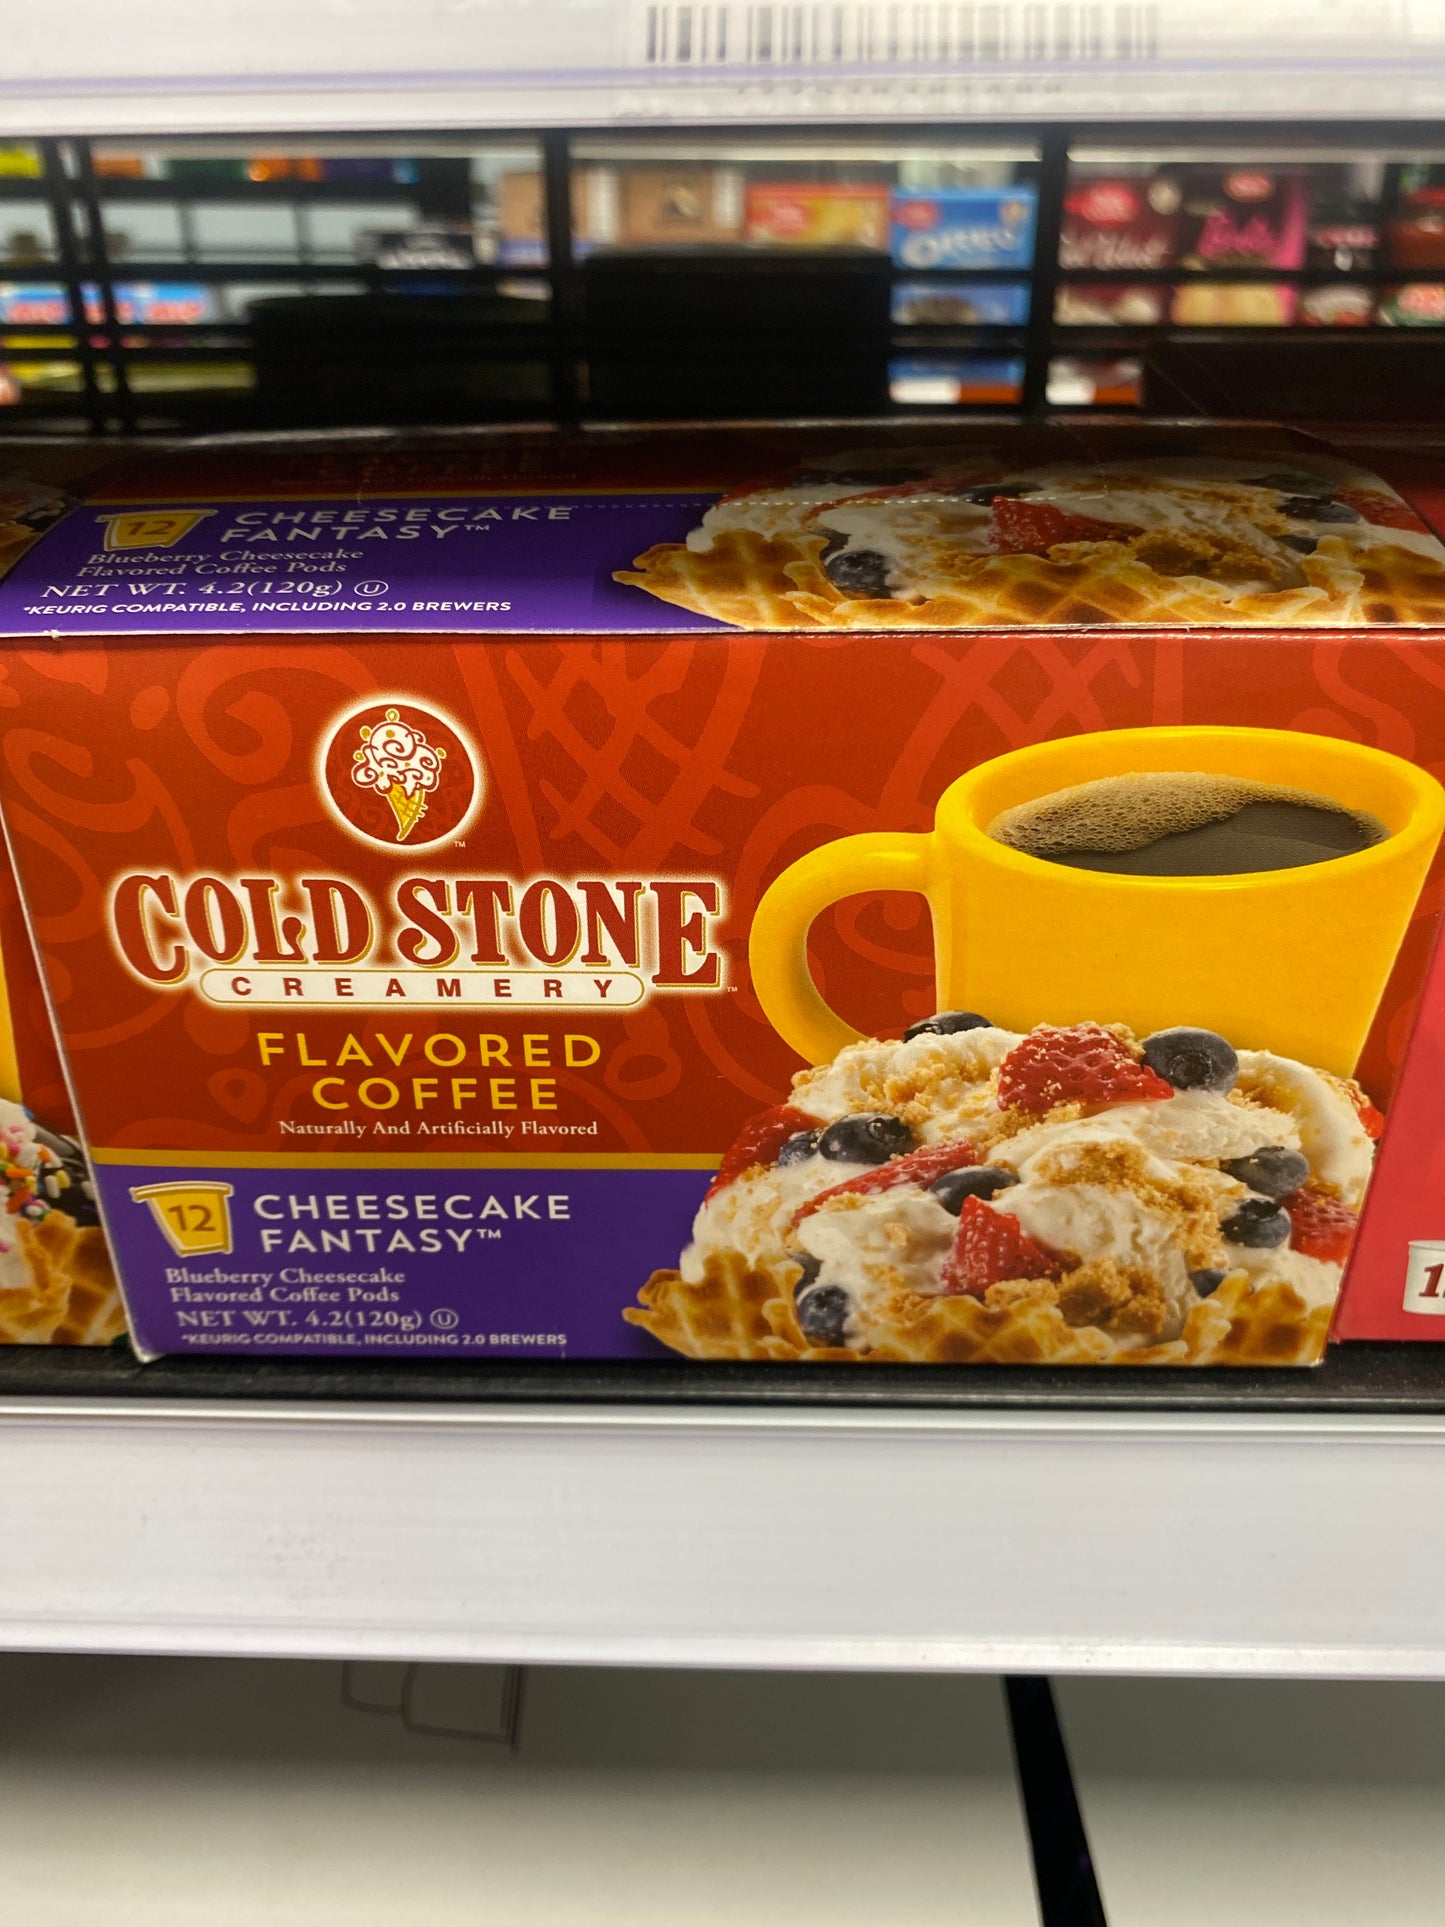 OREO
12
CHEESECAKE
FANTASY™
Blueberry Cheesecake
Flavored Coffee Pods
NET WT. 4.2(120g) Ⓤ
*KEURIG COMPATIBLE, INCLUDING 2.0 BREWERS
COLD STONE
CREAMERY™
FLAVORED
COFFEE
Naturally And Artificially Flavored
12
CHEESECAKE
FANTASY™
Blueberry Cheesecake
Flavored Coffee Pods
NET WT. 4.2(120g) Ⓤ
*KEURIG COMPATIBLE, INCLUDING 2.0 BREWERS